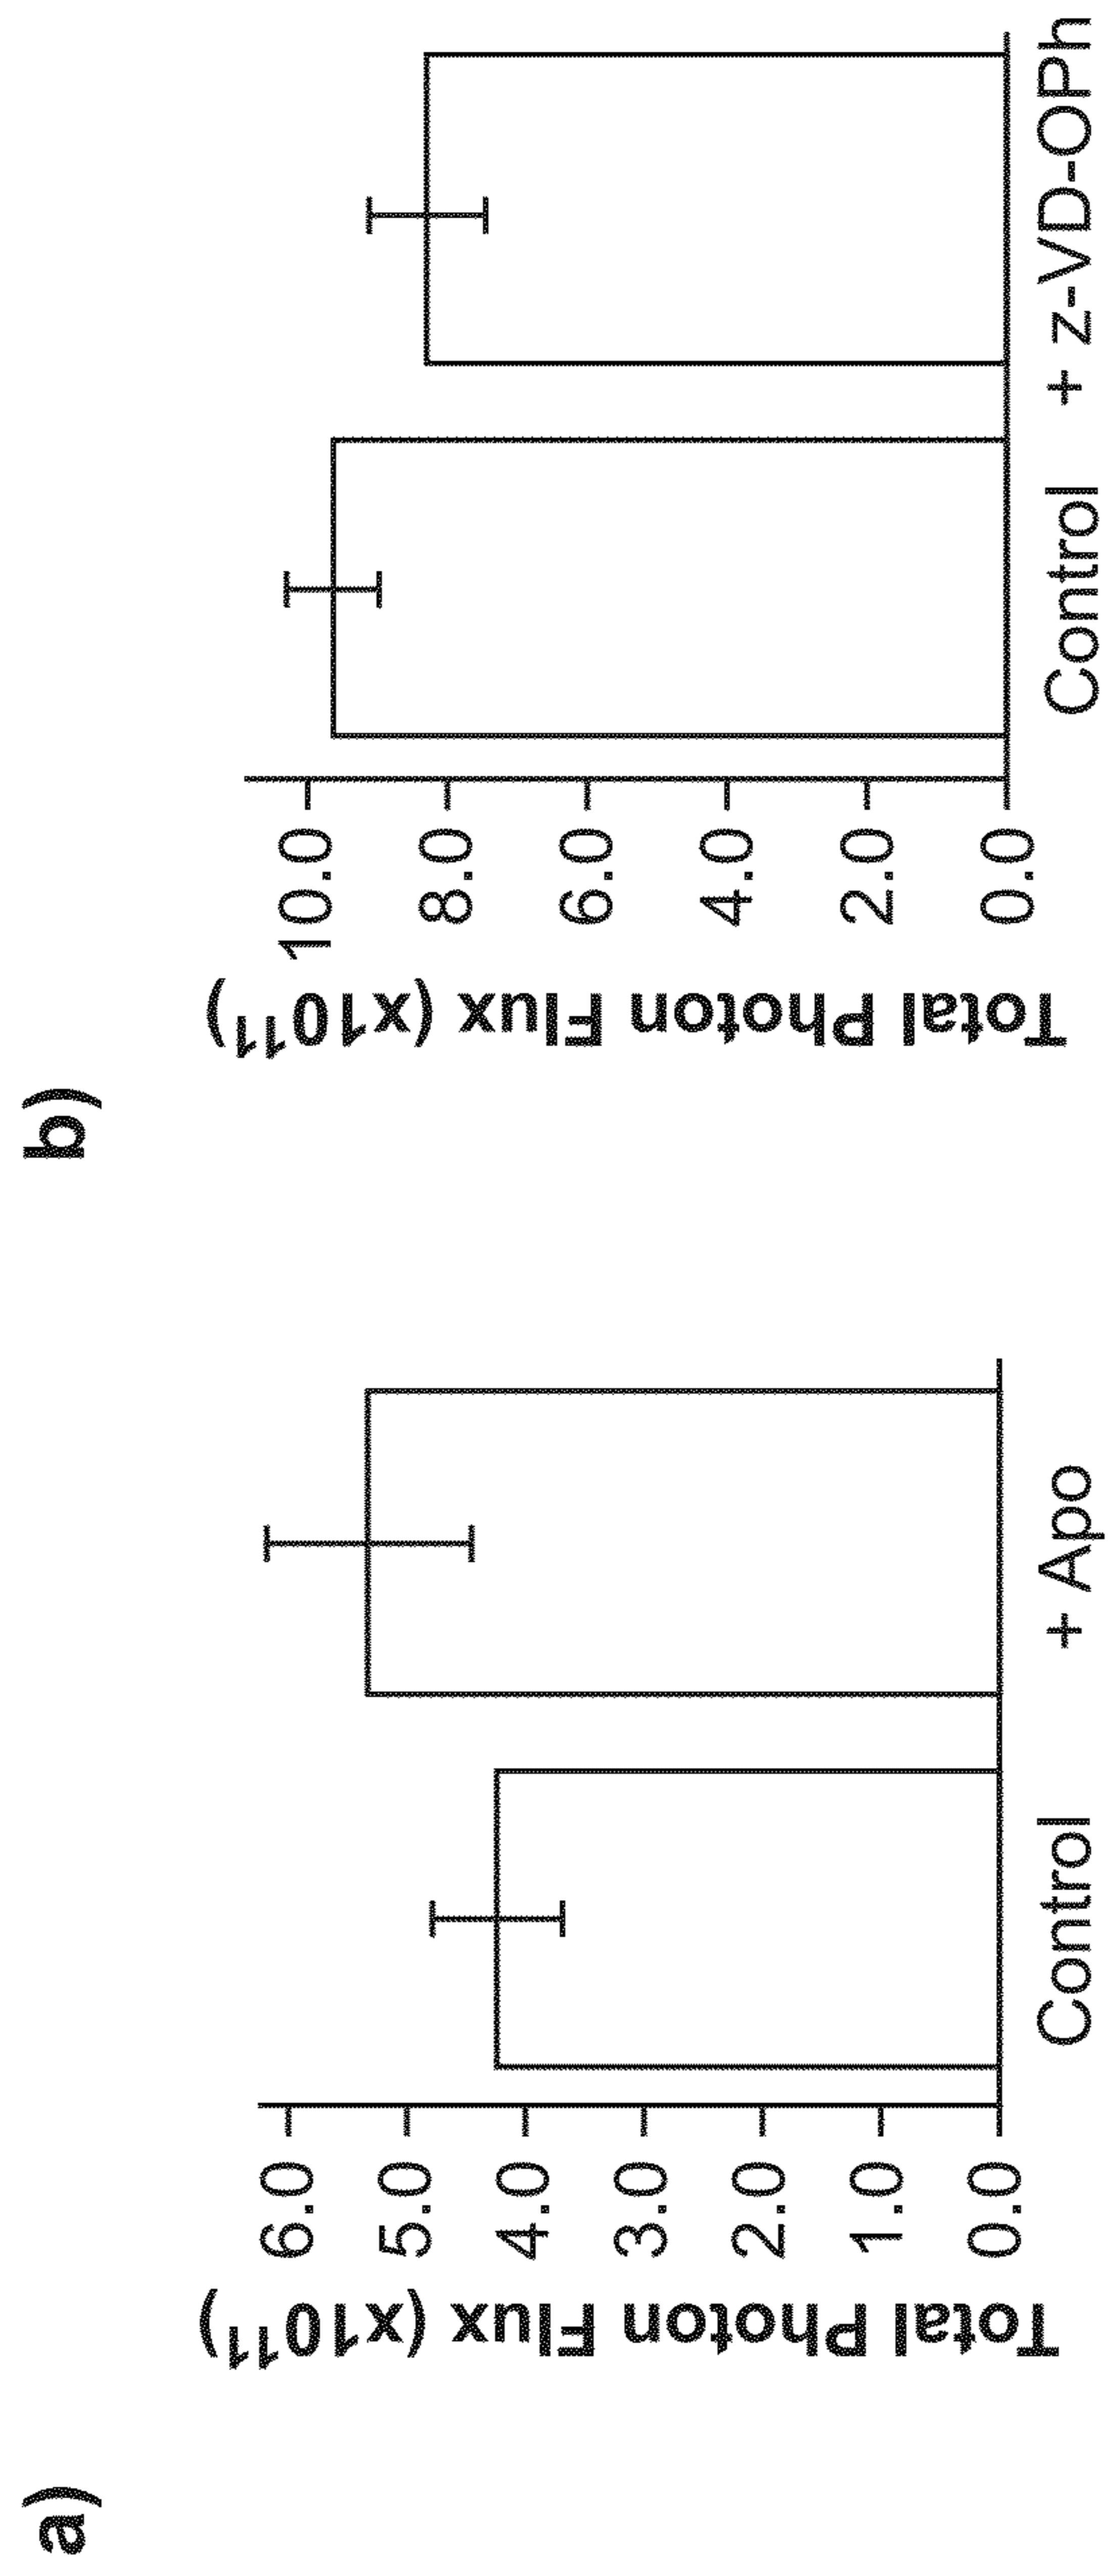 a)
Total Photon Flux (x10¹¹)
6.0
5.0
4.0
3.0
2.0
1.0
0.0
Control
+ Apo
b)
Total Photon Flux (x10¹¹)
10.0
8.0
6.0
4.0
2.0
0.0
Control
+ z-VD-OPh